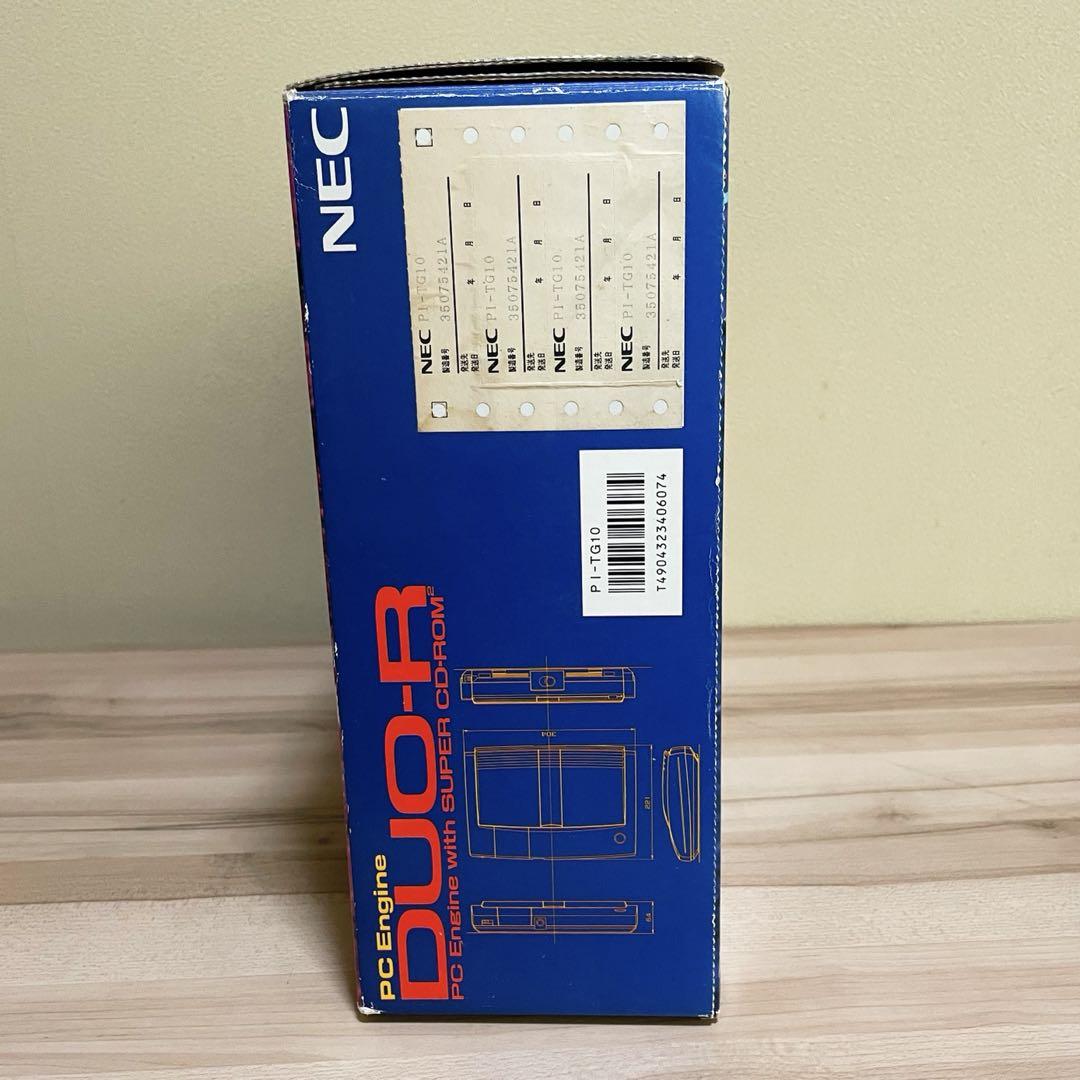 NEC
NEC PI-TG10
製造番号 35075421A
発送先
発送日 年 月 日
NEC PI-TG10
製造番号 35075421A
発送先
発送日 年 月 日
NEC PI-TG10
製造番号 35075421A
発送先
発送日 年 月 日
NEC PI-TG10
製造番号 35075421A
発送先
発送日 年 月 日
PI-TG10
T4904323406074
PC Engine
DUO-R
PC Engine with SUPER CD-ROM²
304
221
64